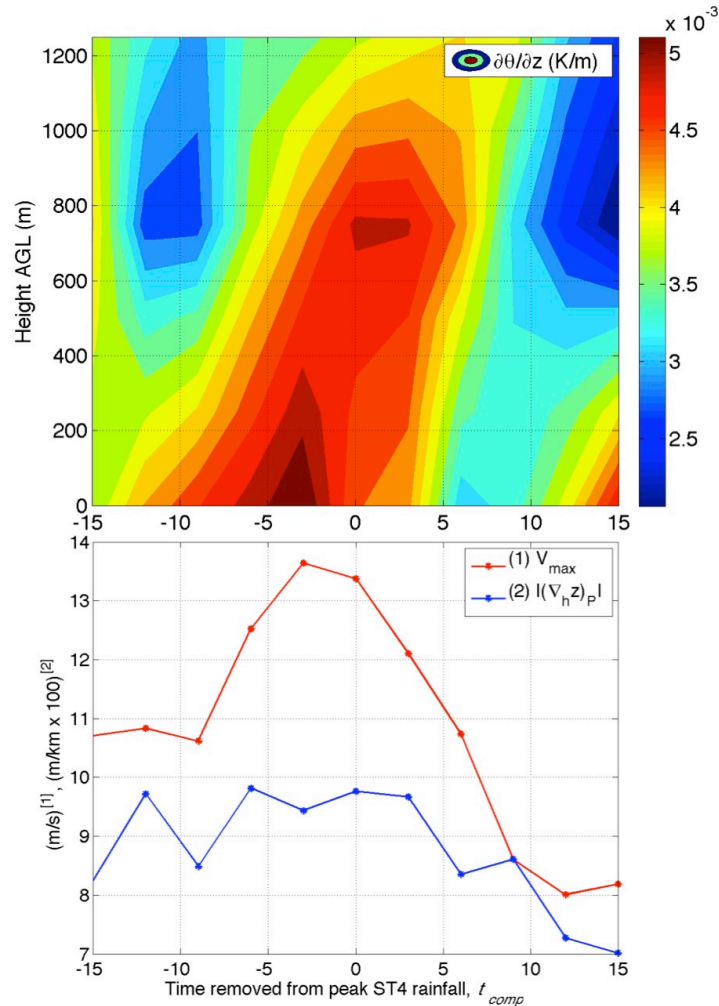 x 10⁻³
∂θ/∂z (K/m)
Height AGL (m)
1200
1000
800
600
400
200
0
-15 -10 -5 0 5 10 15
5
4.5
4
3.5
3
2.5
(1) V_max
(2) |(∇_h z)_P|
(m/s)^[1], (m/km x 100)^[2]
14
13
12
11
10
9
8
7
-15 -10 -5 0 5 10 15
Time removed from peak ST4 rainfall, t_comp